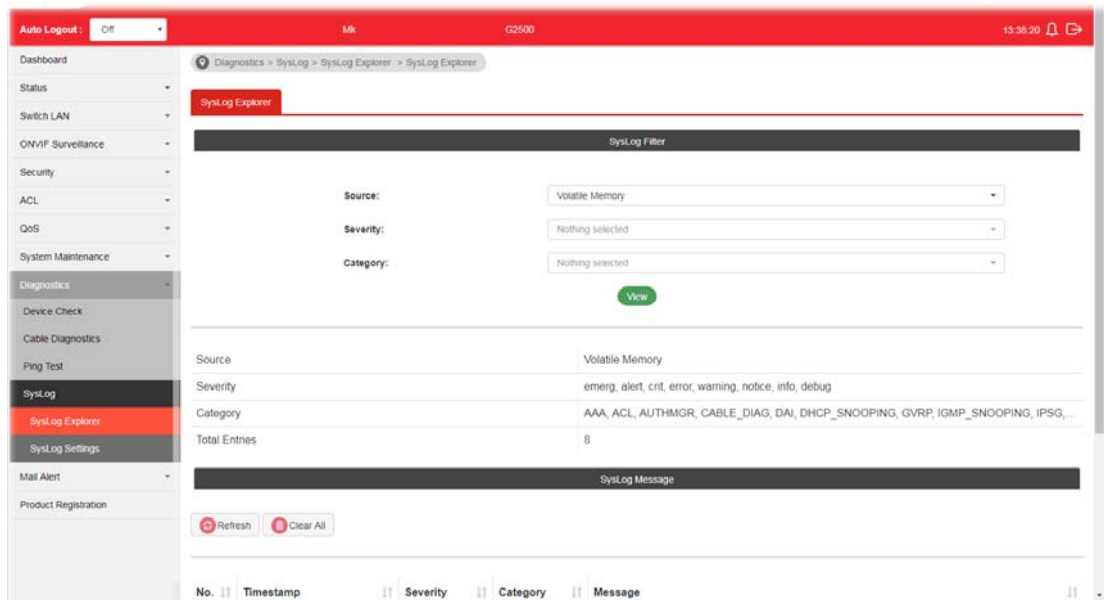 Auto Logout : Off Mk G2500 13:38:20
Dashboard
Status
Switch LAN
ONVIF Surveillance
Security
ACL
QoS
System Maintenance
Diagnostics
Device Check
Cable Diagnostics
Ping Test
SysLog
SysLog Explorer
SysLog Settings
Mail Alert
Product Registration
Diagnostics > SysLog > SysLog Explorer > SysLog Explorer
SysLog Explorer
SysLog Filter
Source: Volatile Memory
Severity: Nothing selected
Category: Nothing selected
View
Source Volatile Memory
Severity emerg, alert, crit, error, warning, notice, info, debug
Category AAA, ACL, AUTHMGR, CABLE_DIAG, DAI, DHCP_SNOOPING, GVRP, IGMP_SNOOPING, IPSG,...
Total Entries 8
SysLog Message
Refresh Clear All
No. Timestamp Severity Category Message